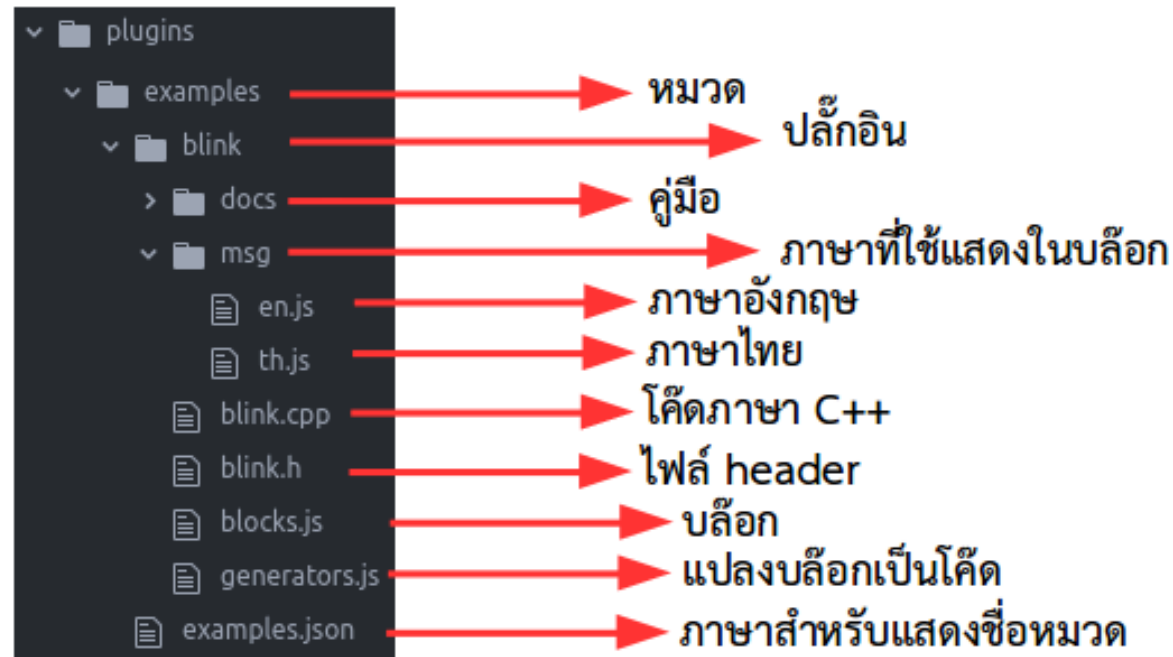 plugins
examples หมวด
blink ปลั๊กอิน
docs คู่มือ
msg ภาษาที่ใช้แสดงในบล๊อก
en.js ภาษาอังกฤษ
th.js ภาษาไทย
blink.cpp โค๊ดภาษา C++
blink.h ไฟล์ header
blocks.js บล๊อก
generators.js แปลงบล๊อกเป็นโค๊ด
examples.json ภาษาสำหรับแสดงชื่อหมวด